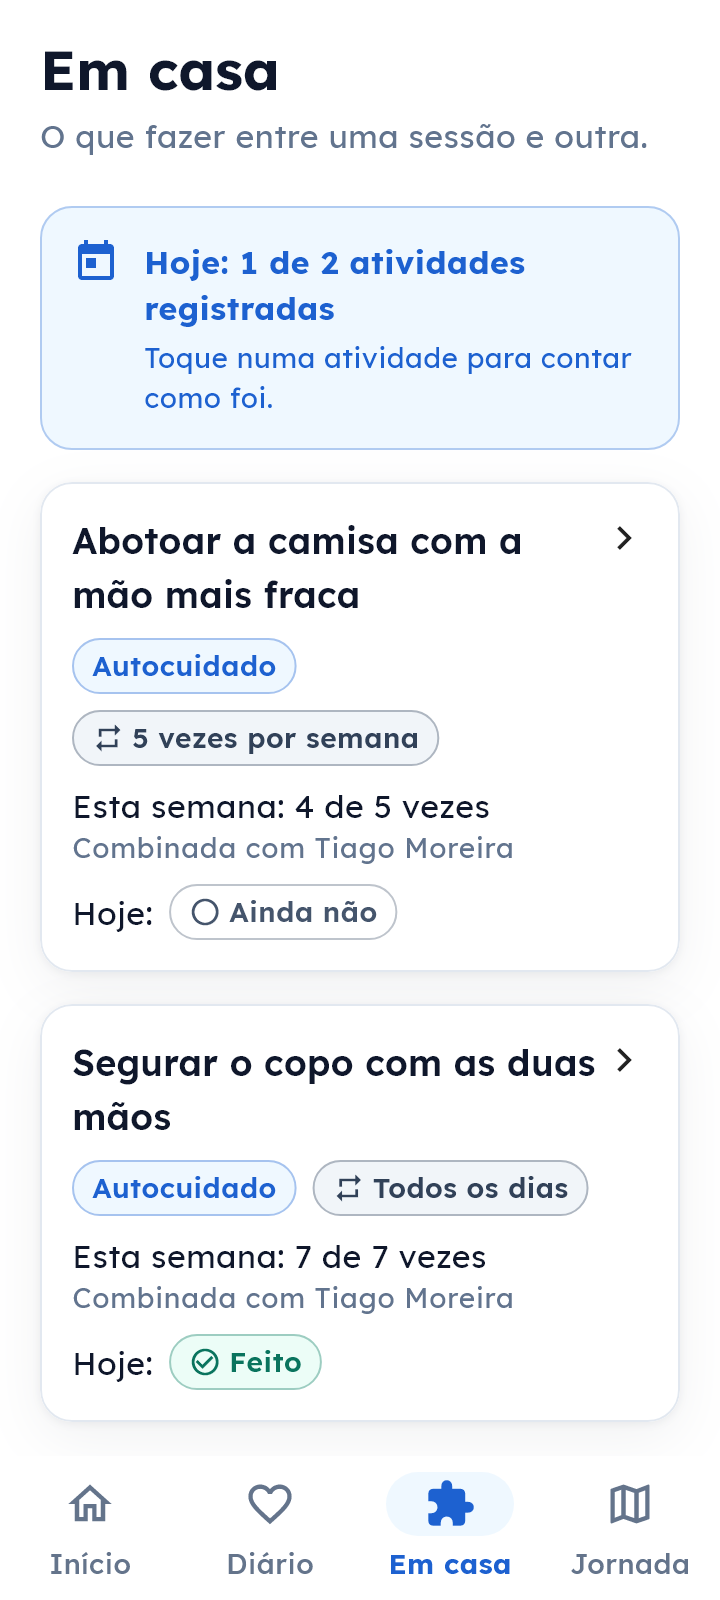 Em casa
O que fazer entre uma sessão e outra.
Hoje: 1 de 2 atividades
registradas
Toque numa atividade para contar
como foi.
Abotoar a camisa com a
mão mais fraca
Autocuidado
5 vezes por semana
Esta semana: 4 de 5 vezes
Combinada com Tiago Moreira
Hoje: Ainda não
Segurar o copo com as duas
mãos
Autocuidado Todos os dias
Esta semana: 7 de 7 vezes
Combinada com Tiago Moreira
Hoje: Feito
Início Diário Em casa Jornada